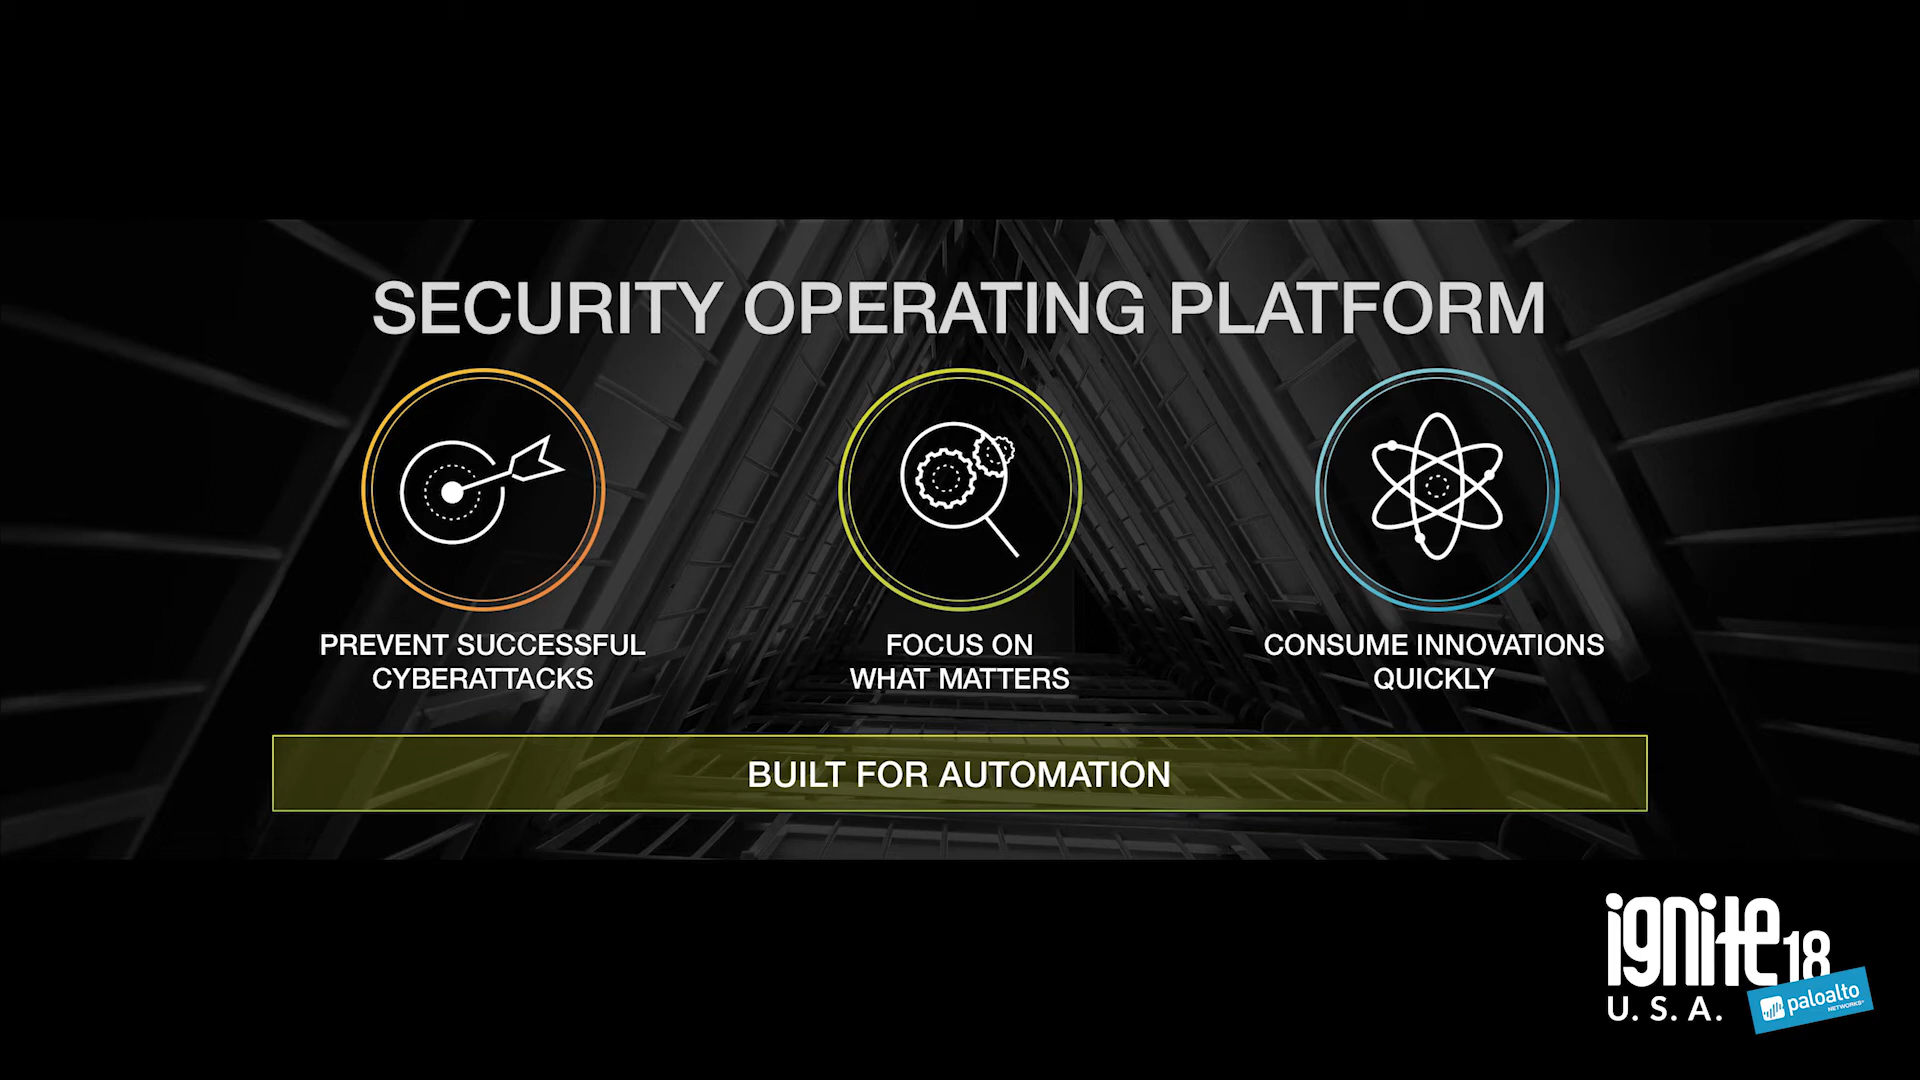 SECURITY OPERATING PLATFORM
PREVENT SUCCESSFUL
CYBERATTACKS
FOCUS ON
WHAT MATTERS
CONSUME INNOVATIONS
QUICKLY
BUILT FOR AUTOMATION
ignite18
U. S. A.
paloalto
NETWORKS